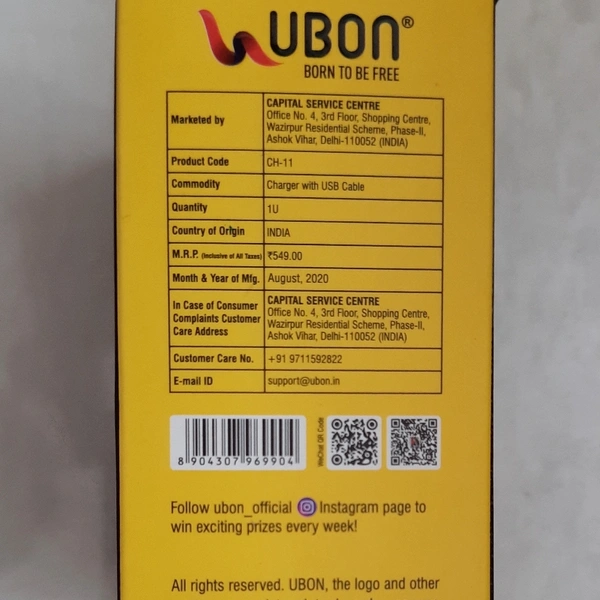 UBON®
BORN TO BE FREE
Marketed by
CAPITAL SERVICE CENTRE
Office No. 4, 3rd Floor, Shopping Centre,
Wazirpur Residential Scheme, Phase-II,
Ashok Vihar, Delhi-110052 (INDIA)
Product Code CH-11
Commodity Charger with USB Cable
Quantity 1U
Country of Origin INDIA
M.R.P. (Inclusive of All Taxes) ₹549.00
Month & Year of Mfg. August, 2020
In Case of Consumer
Complaints Customer
Care Address
CAPITAL SERVICE CENTRE
Office No. 4, 3rd Floor, Shopping Centre,
Wazirpur Residential Scheme, Phase-II,
Ashok Vihar, Delhi-110052 (INDIA)
Customer Care No. +91 9711592822
E-mail ID support@ubon.in
8 904307 969904
WeChat QR Code
Follow ubon_official Instagram page to
win exciting prizes every week!
All rights reserved. UBON, the logo and other